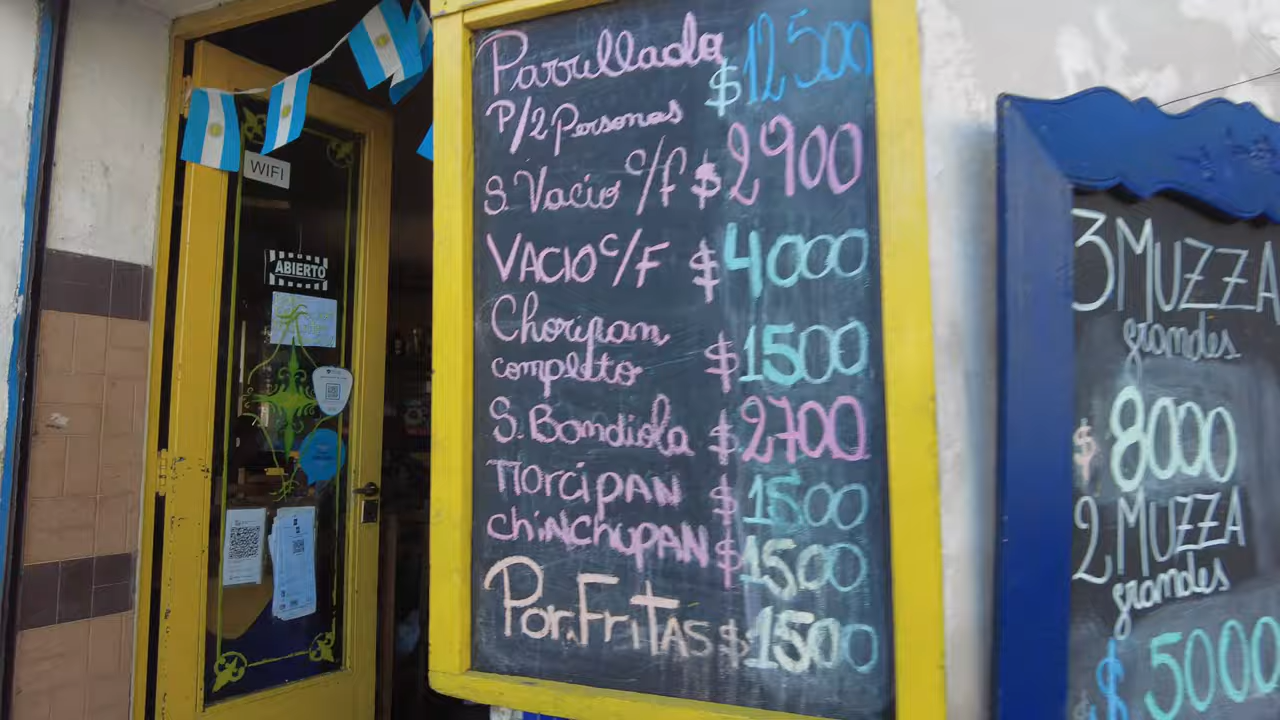 WIFI
ABIERTO
Parrillada $12500
P/2 Personas
S. Vacio c/f $2900
VACIO C/F $4000
Choripan
completo $1500
S. Bondiola $2700
MORCIPAN $1500
CHINCHUPAN $1500
POR. FRITAS $1500
3 MUZZA
grandes
$8000
2 MUZZA
grandes
$5000